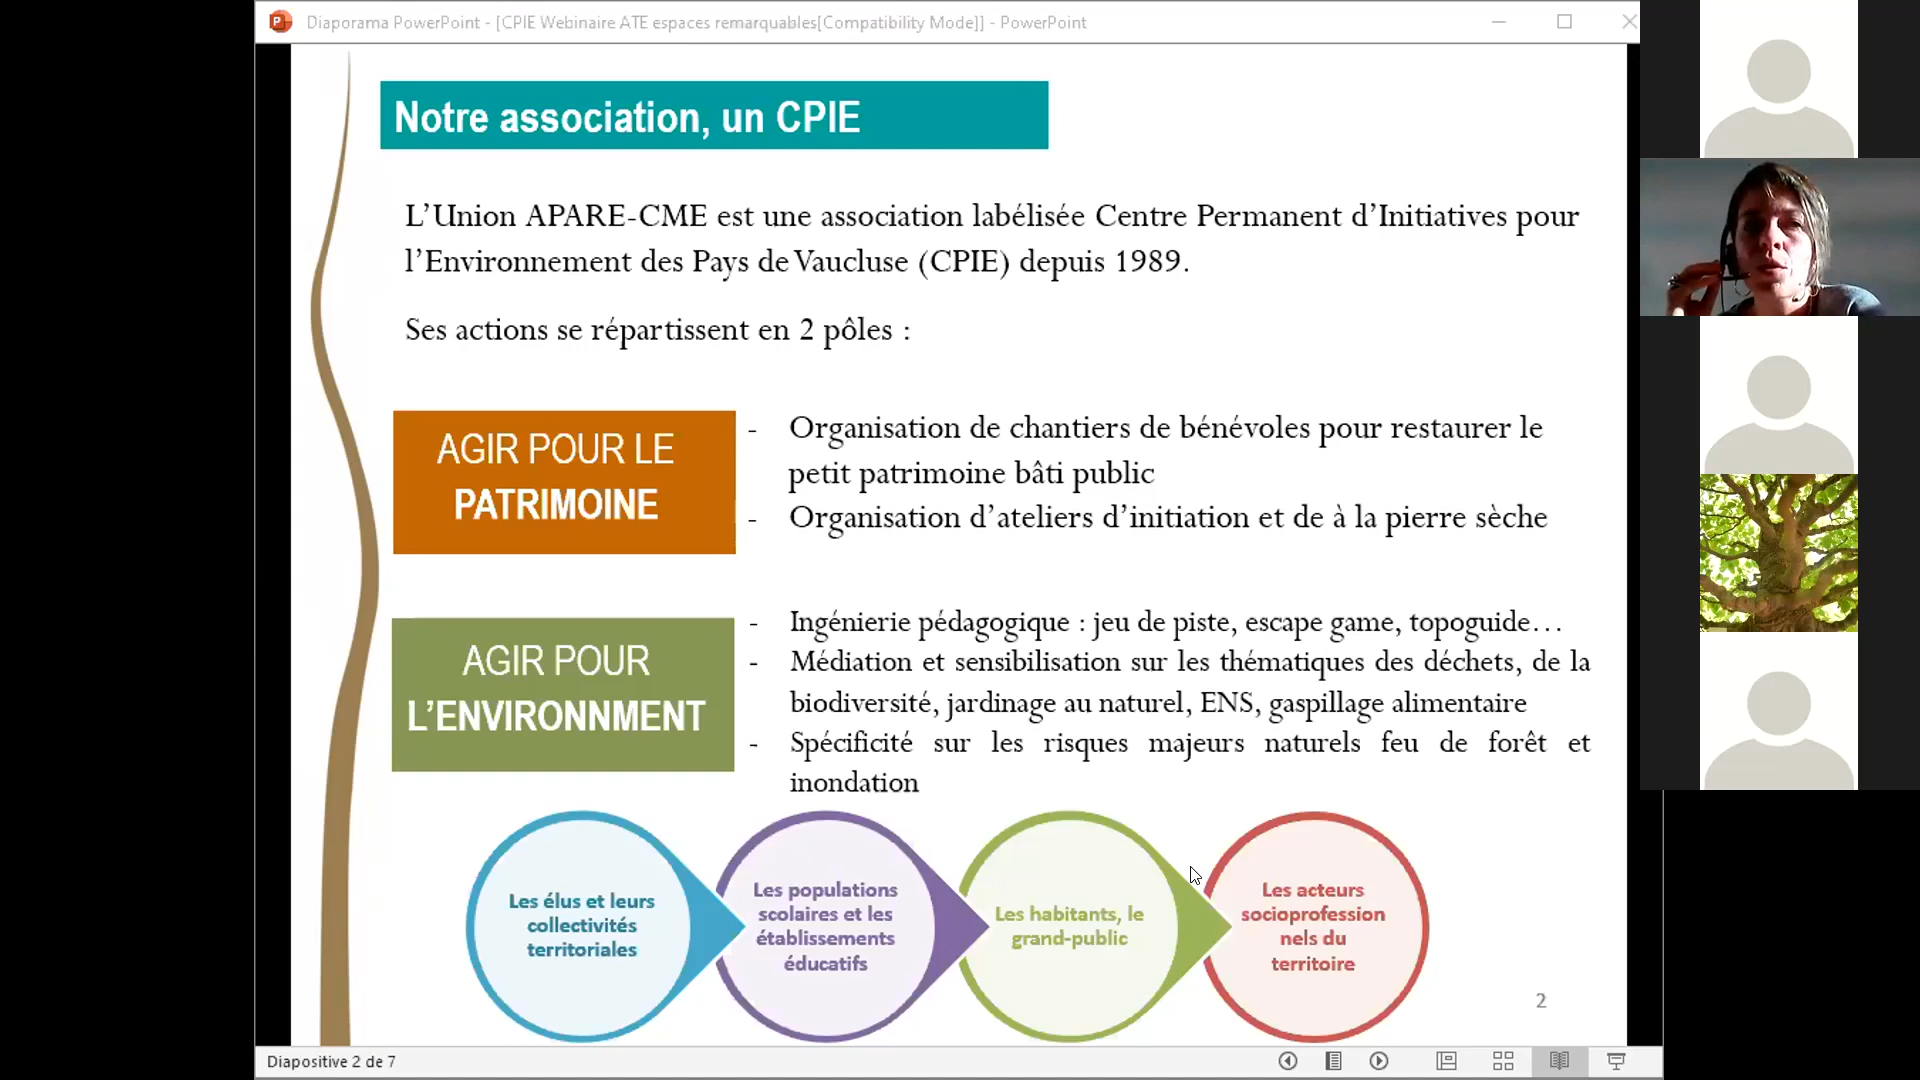 Diaporama PowerPoint - [CPIE Webinaire ATE espaces remarquables[Compatibility Mode]] - PowerPoint
Notre association, un CPIE
L’Union APARE-CME est une association labélisée Centre Permanent d’Initiatives pour
l’Environnement des Pays de Vaucluse (CPIE) depuis 1989.
Ses actions se répartissent en 2 pôles :
AGIR POUR LE
PATRIMOINE
- Organisation de chantiers de bénévoles pour restaurer le
petit patrimoine bâti public
- Organisation d’ateliers d’initiation et de à la pierre sèche
AGIR POUR
L’ENVIRONNMENT
- Ingénierie pédagogique : jeu de piste, escape game, topoguide…
- Médiation et sensibilisation sur les thématiques des déchets, de la
biodiversité, jardinage au naturel, ENS, gaspillage alimentaire
- Spécificité sur les risques majeurs naturels feu de forêt et
inondation
Les élus et leurs
collectivités
territoriales
Les populations
scolaires et les
établissements
éducatifs
Les habitants, le
grand-public
Les acteurs
socioprofession
nels du
territoire
2
Diapositive 2 de 7